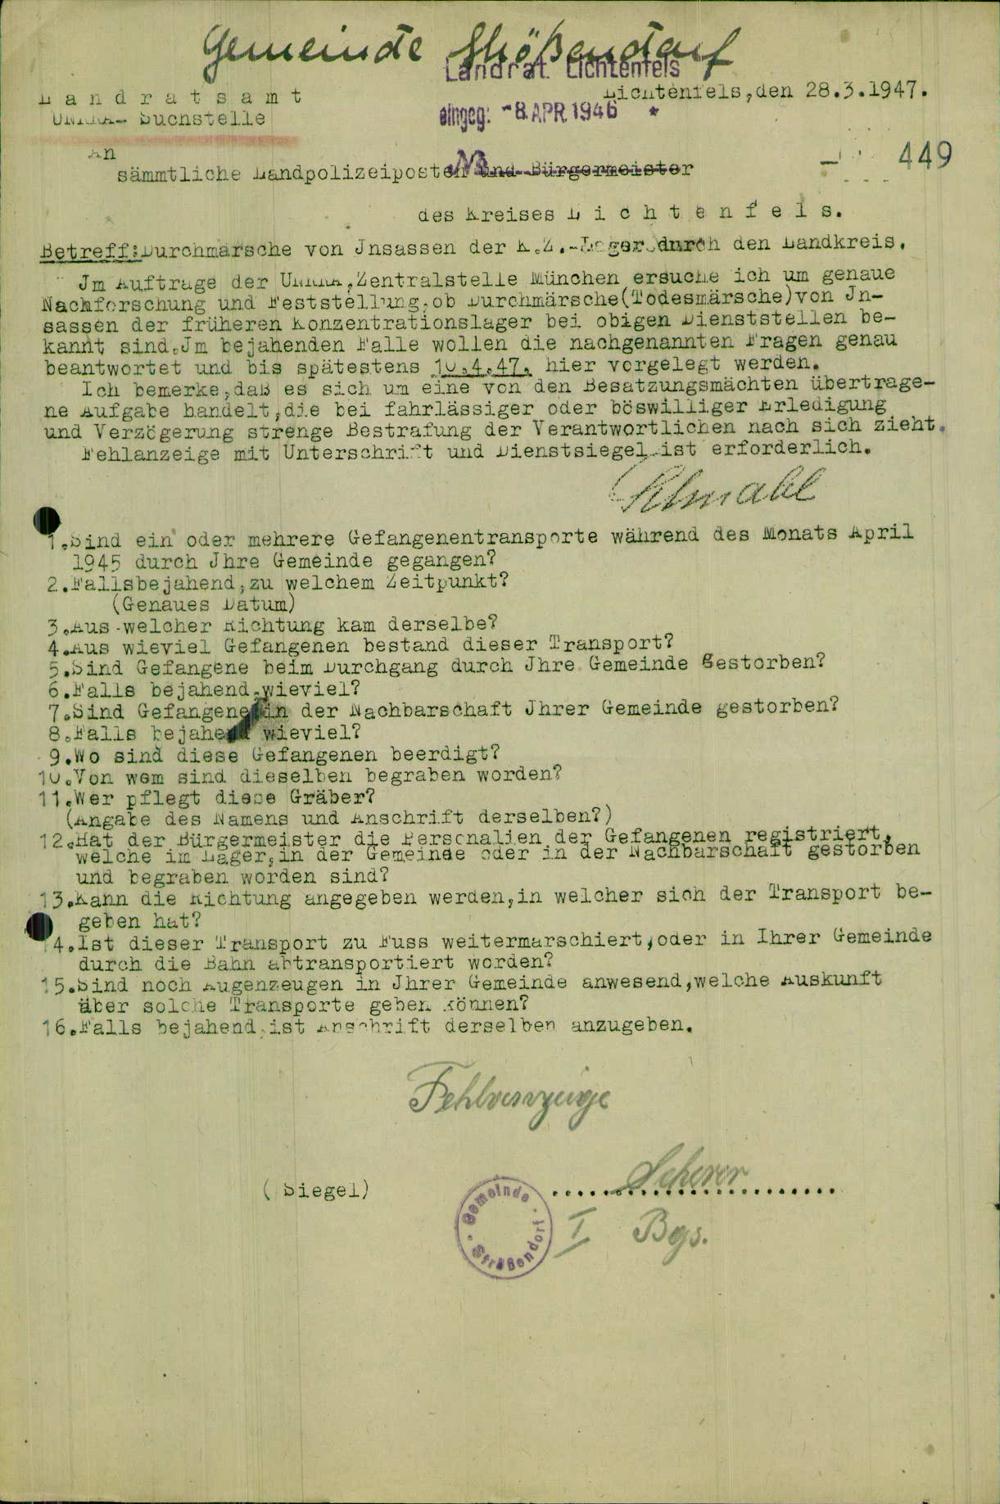 Gemeinde Sträßendorf
Landrat Lichtenfels
Landratsamt
Lichtenfels,den 28.3.1947.
UNRRA- Suchstelle
eingeg: -8.APR.1946 *
An
449
sämmtliche Landpolizeiposten und Bürgermeister
des Kreises Lichtenfels.
Betreff:Durchmärsche von Jnsassen der K.Z.-Lager durch den Landkreis.
Jm Auftrage der UNRRA,Zentralstelle München ersuche ich um genaue
Nachforschung und Feststellung,ob Durchmärsche(Todesmärsche)von Jn-
sassen der früheren Konzentrationslager bei obigen Dienststellen be-
kannt sind.Jm bejahenden Falle wollen die nachgenannten Fragen genau
beantwortet und bis spätestens 10.4.47. hier vorgelegt werden.
Ich bemerke,daß es sich um eine von den Besatzungsmächten übertrage-
ne Aufgabe handelt,die bei fahrlässiger oder böswilliger Erledigung
und Verzögerung strenge Bestrafung der Verantwortlichen nach sich zieht.
Fehlanzeige mit Unterschrift und Dienstsiegel ist erforderlich.
1.Sind ein oder mehrere Gefangenentransporte während des Monats April
1945 durch Jhre Gemeinde gegangen?
2.Fallsbejahend,zu welchem Zeitpunkt?
(Genaues Datum)
3.Aus welcher Richtung kam derselbe?
4.Aus wieviel Gefangenen bestand dieser Transport?
5.Sind Gefangene beim Durchgang durch Jhre Gemeinde gestorben?
6.Falls bejahend,wieviel?
7.Sind Gefangene in der Nachbarschaft Jhrer Gemeinde gestorben?
8.Falls bejahend wieviel?
9.Wo sind diese Gefangenen beerdigt?
10.Von wem sind dieselben begraben worden?
11.Wer pflegt diese Gräber?
(Angabe des Namens und Anschrift derselben?)
12.Hat der Bürgermeister die Personalien der Gefangenen registriert,
welche im Lager,in der Gemeinde oder in der Nachbarschaft gestorben
und begraben worden sind?
13.Kann die Richtung angegeben werden,in welcher sich der Transport be-
geben hat?
14.Ist dieser Transport zu Fuss weitermarschiert,oder in Ihrer Gemeinde
durch die Bahn abtransportiert worden?
15.Sind noch Augenzeugen in Jhrer Gemeinde anwesend,welche Auskunft
über solche Transporte geben können?
16.Falls bejahend,ist Anschrift derselben anzugeben.
Fehlanzeige
(Siegel) Gemeinde Sträßendorf ........................
Scherer
I Bgs.